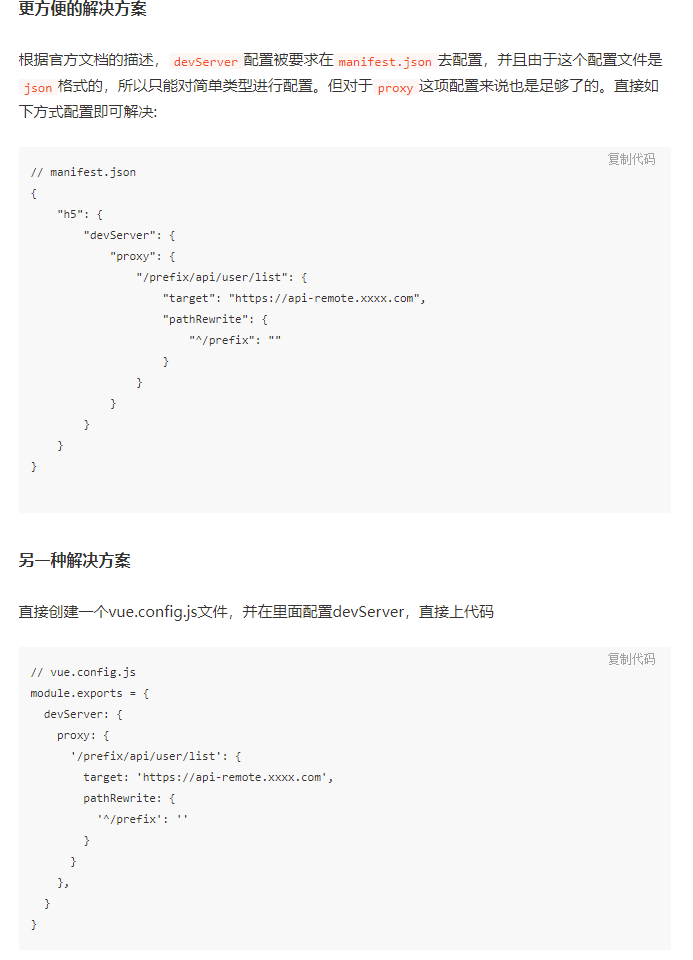 更方便的解决方案
根据官方文档的描述，devServer 配置被要求在 manifest.json 去配置，并且由于这个配置文件是
json 格式的，所以只能对简单类型进行配置。但对于 proxy 这项配置来说也是足够了的。直接如
下方式配置即可解决:
复制代码
// manifest.json
{
    "h5": {
        "devServer": {
            "proxy": {
                "/prefix/api/user/list": {
                    "target": "https://api-remote.xxxx.com",
                    "pathRewrite": {
                        "^/prefix": ""
                    }
                }
            }
        }
    }
}
另一种解决方案
直接创建一个vue.config.js文件，并在里面配置devServer，直接上代码
复制代码
// vue.config.js
module.exports = {
  devServer: {
    proxy: {
      '/prefix/api/user/list': {
        target: 'https://api-remote.xxxx.com',
        pathRewrite: {
          '^/prefix': ''
        }
      }
    },
  }
}